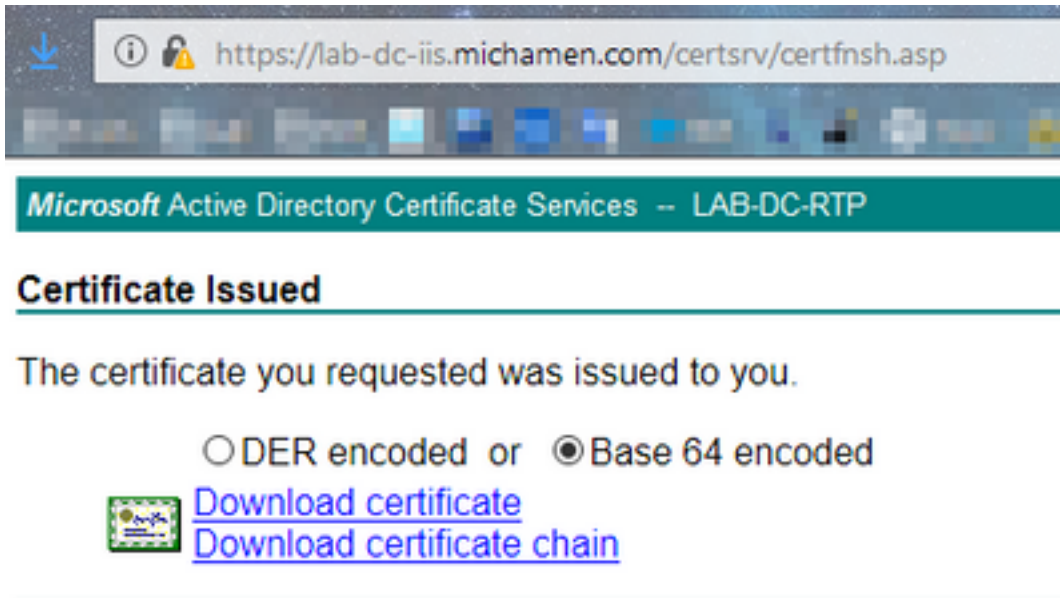 https://lab-dc-iis.michamen.com/certsrv/certfnsh.asp
Microsoft Active Directory Certificate Services -- LAB-DC-RTP
Certificate Issued
The certificate you requested was issued to you.
DER encoded or Base 64 encoded
Download certificate
Download certificate chain